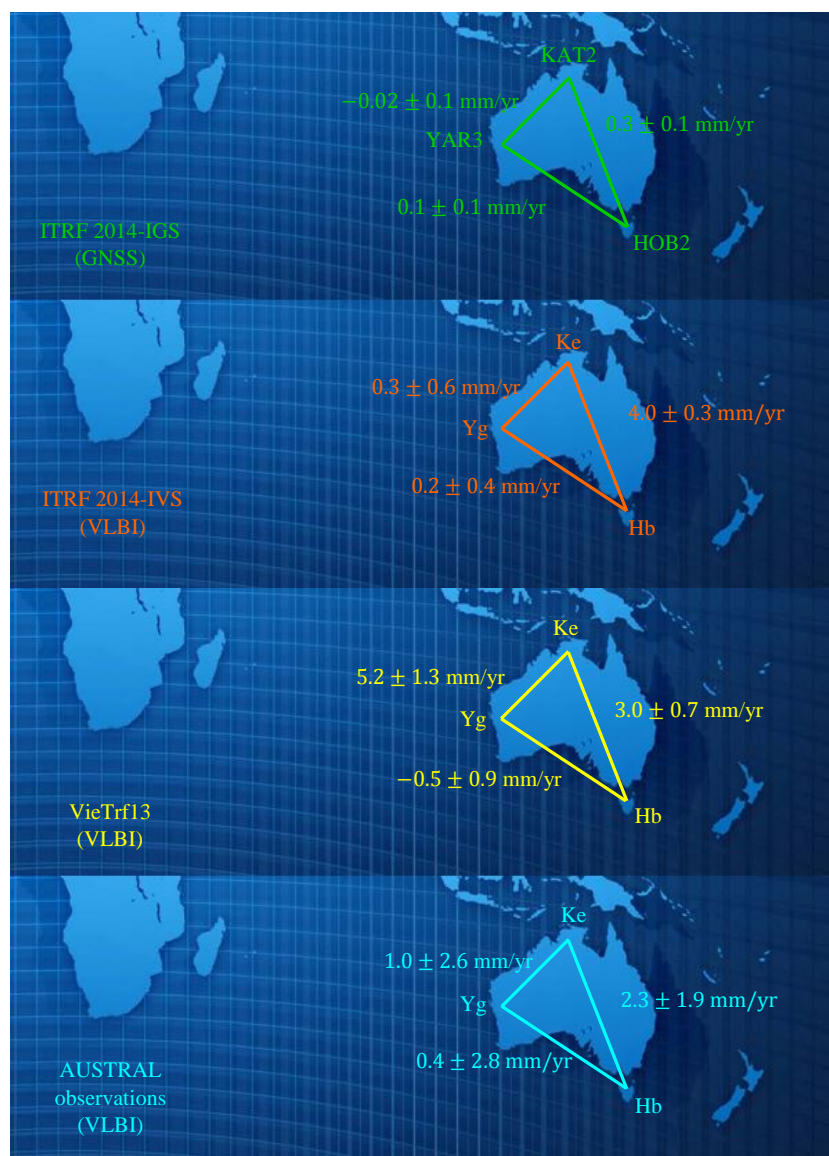 KAT2
−0.02 ± 0.1 mm/yr
0.3 ± 0.1 mm/yr
YAR3
0.1 ± 0.1 mm/yr
ITRF 2014-IGS
(GNSS)
HOB2
Ke
0.3 ± 0.6 mm/yr
4.0 ± 0.3 mm/yr
Yg
0.2 ± 0.4 mm/yr
ITRF 2014-IVS
(VLBI)
Hb
Ke
5.2 ± 1.3 mm/yr
3.0 ± 0.7 mm/yr
Yg
−0.5 ± 0.9 mm/yr
VieTrf13
(VLBI)
Hb
Ke
1.0 ± 2.6 mm/yr
2.3 ± 1.9 mm/yr
Yg
0.4 ± 2.8 mm/yr
AUSTRAL
observations
(VLBI)
Hb